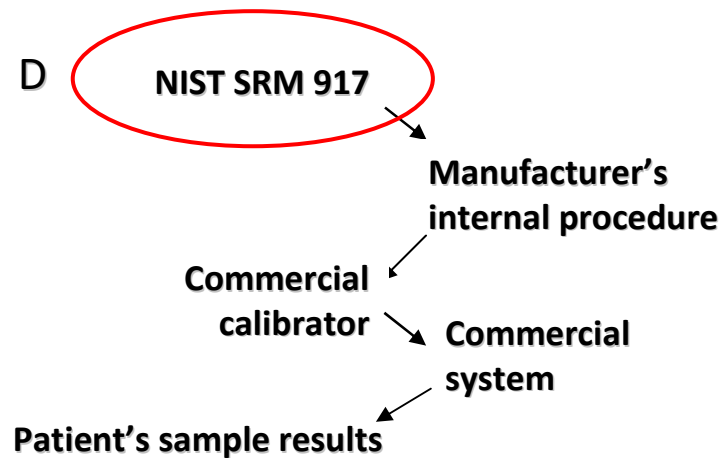 D
NIST SRM 917
Manufacturer’s
internal procedure
Commercial
calibrator
Commercial
system
Patient’s sample results